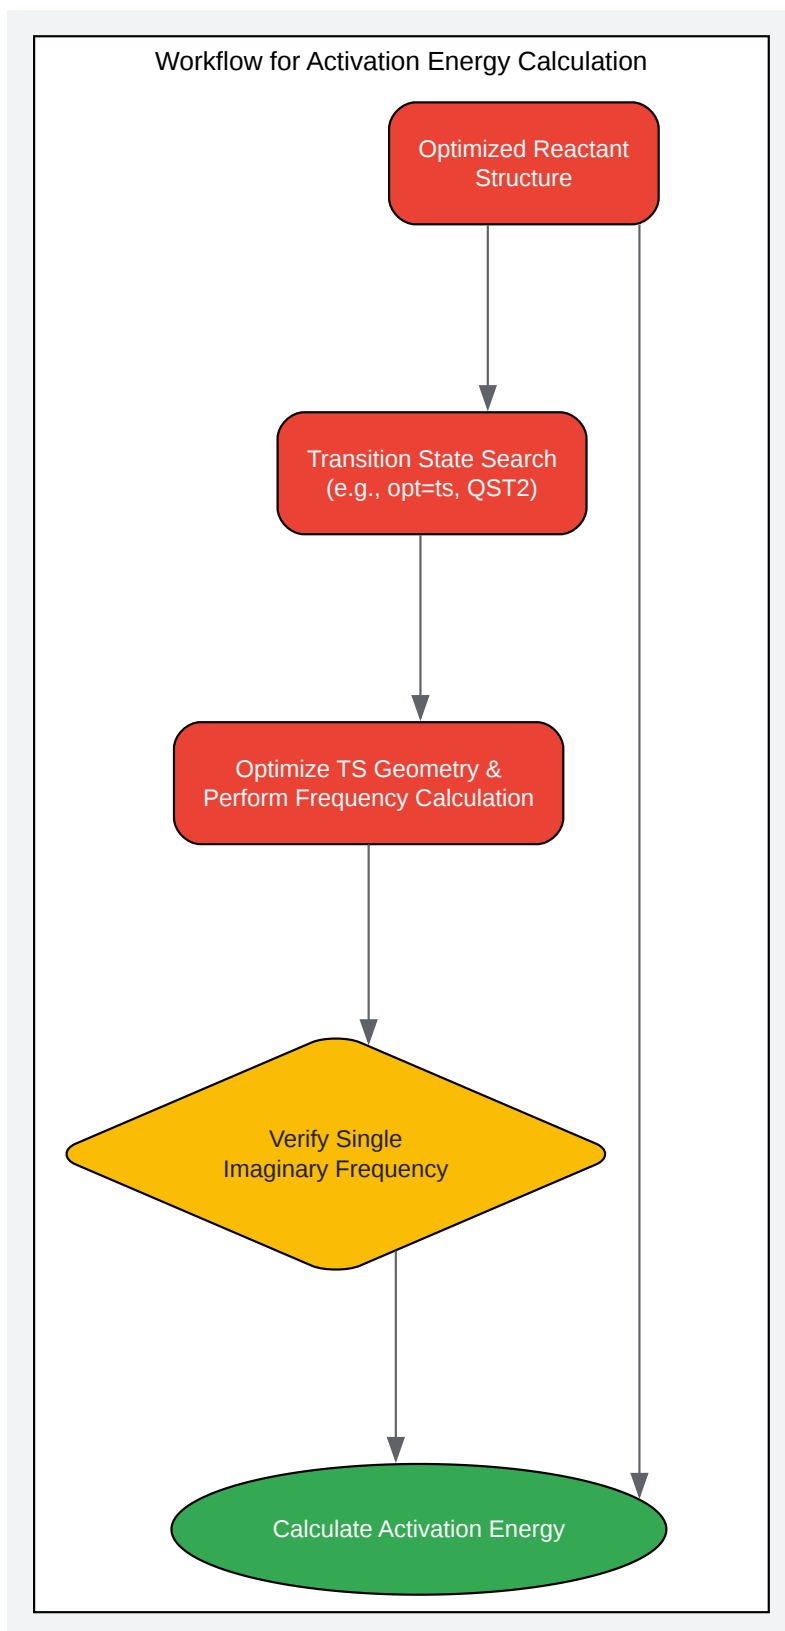 Workflow for Activation Energy Calculation
Optimized Reactant
Structure
Transition State Search
(e.g., opt=ts, QST2)
Optimize TS Geometry &
Perform Frequency Calculation
Verify Single
Imaginary Frequency
Calculate Activation Energy